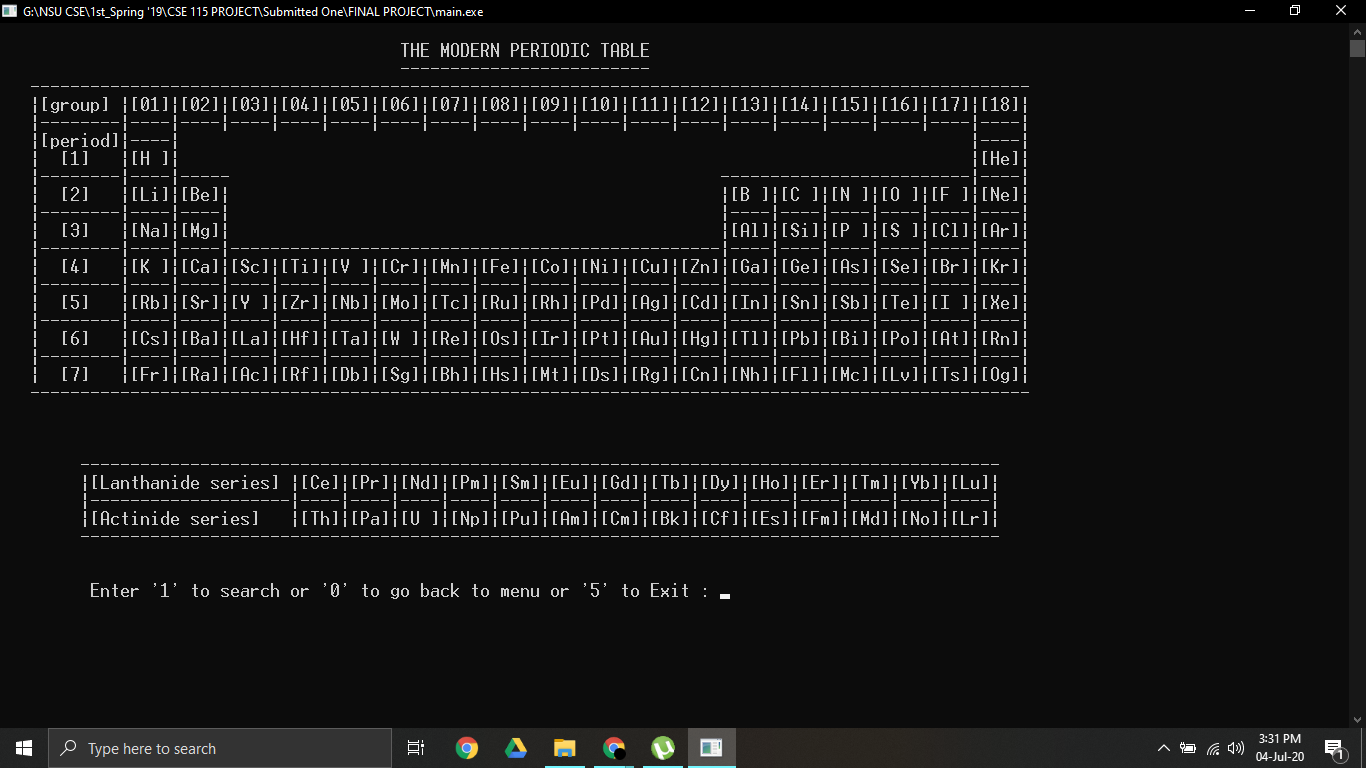 G:\NSU CSE\1st_Spring '19\CSE 115 PROJECT\Submitted One\FINAL PROJECT\main.exe
THE MODERN PERIODIC TABLE
[group] [01] [02] [03] [04] [05] [06] [07] [08] [09] [10] [11] [12] [13] [14] [15] [16] [17] [18]
[period]
[1] [H ] [He]
[2] [Li] [Be] [B ] [C ] [N ] [O ] [F ] [Ne]
[3] [Na] [Mg] [Al] [Si] [P ] [S ] [Cl] [Ar]
[4] [K ] [Ca] [Sc] [Ti] [V ] [Cr] [Mn] [Fe] [Co] [Ni] [Cu] [Zn] [Ga] [Ge] [As] [Se] [Br] [Kr]
[5] [Rb] [Sr] [Y ] [Zr] [Nb] [Mo] [Tc] [Ru] [Rh] [Pd] [Ag] [Cd] [In] [Sn] [Sb] [Te] [I ] [Xe]
[6] [Cs] [Ba] [La] [Hf] [Ta] [W ] [Re] [Os] [Ir] [Pt] [Au] [Hg] [Tl] [Pb] [Bi] [Po] [At] [Rn]
[7] [Fr] [Ra] [Ac] [Rf] [Db] [Sg] [Bh] [Hs] [Mt] [Ds] [Rg] [Cn] [Nh] [Fl] [Mc] [Lv] [Ts] [Og]
[Lanthanide series] [Ce] [Pr] [Nd] [Pm] [Sm] [Eu] [Gd] [Tb] [Dy] [Ho] [Er] [Tm] [Yb] [Lu]
[Actinide series] [Th] [Pa] [U ] [Np] [Pu] [Am] [Cm] [Bk] [Cf] [Es] [Fm] [Md] [No] [Lr]
Enter '1' to search or '0' to go back to menu or '5' to Exit :
Type here to search
3:31 PM
04-Jul-20
1